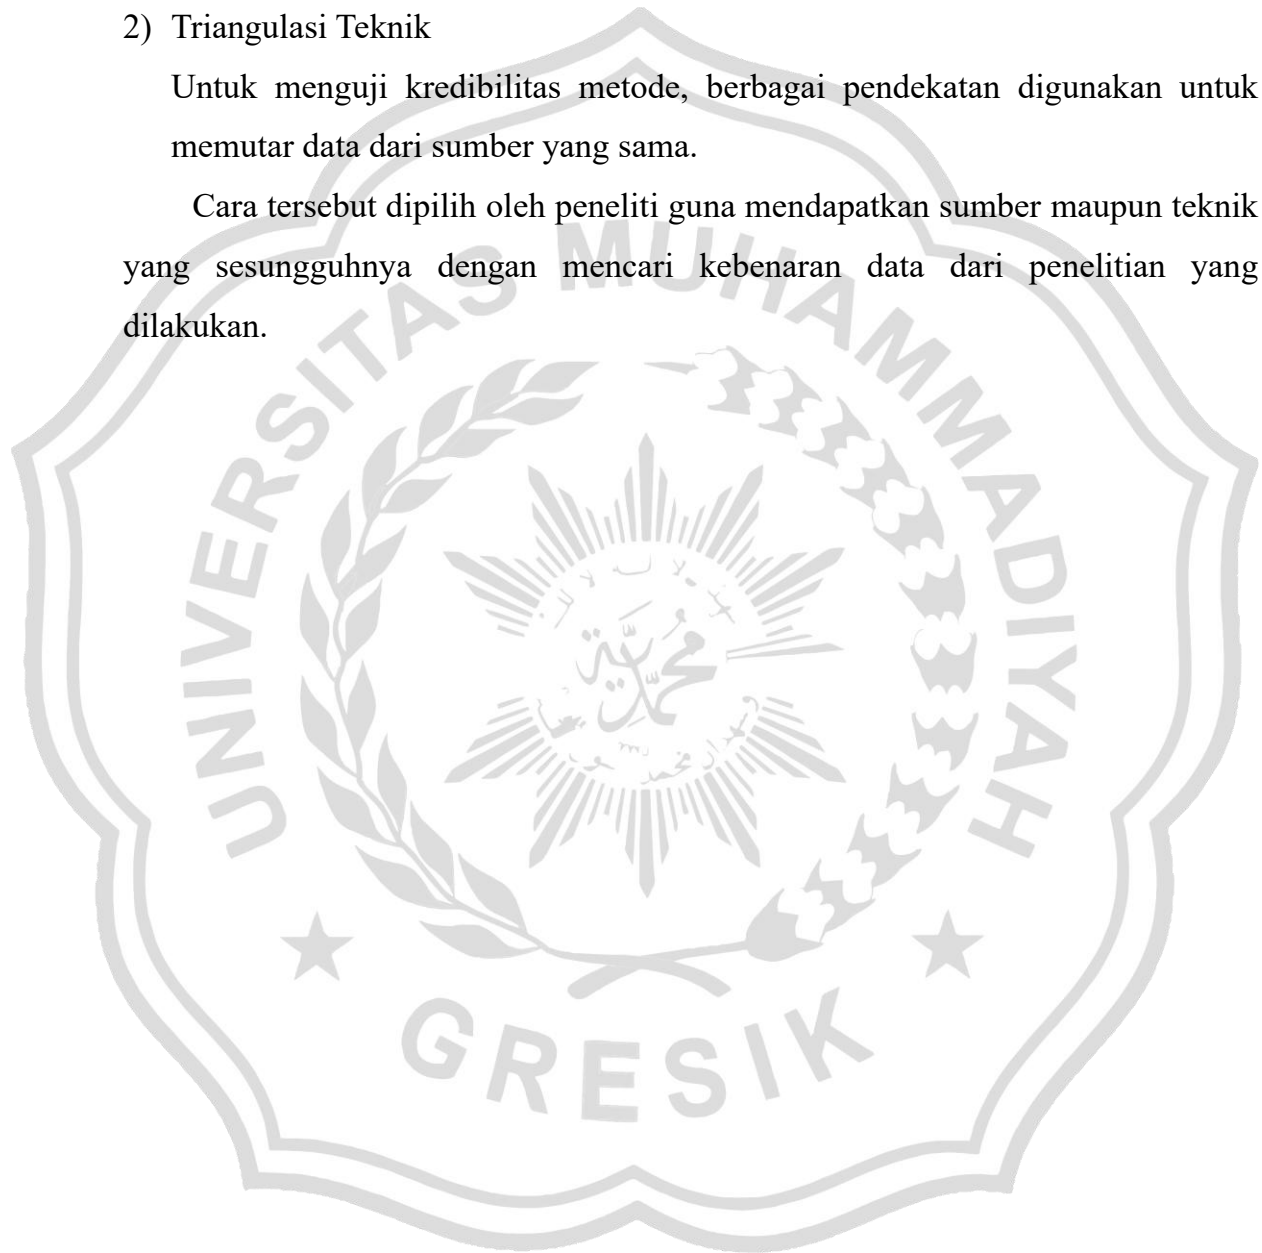 2) Triangulasi Teknik
Untuk menguji kredibilitas metode, berbagai pendekatan digunakan untuk
memutar data dari sumber yang sama.
Cara tersebut dipilih oleh peneliti guna mendapatkan sumber maupun teknik
yang sesungguhnya dengan mencari kebenaran data dari penelitian yang
dilakukan.
UNIVERSITAS MUHAMMADIYAH
GRESIK
محمدية